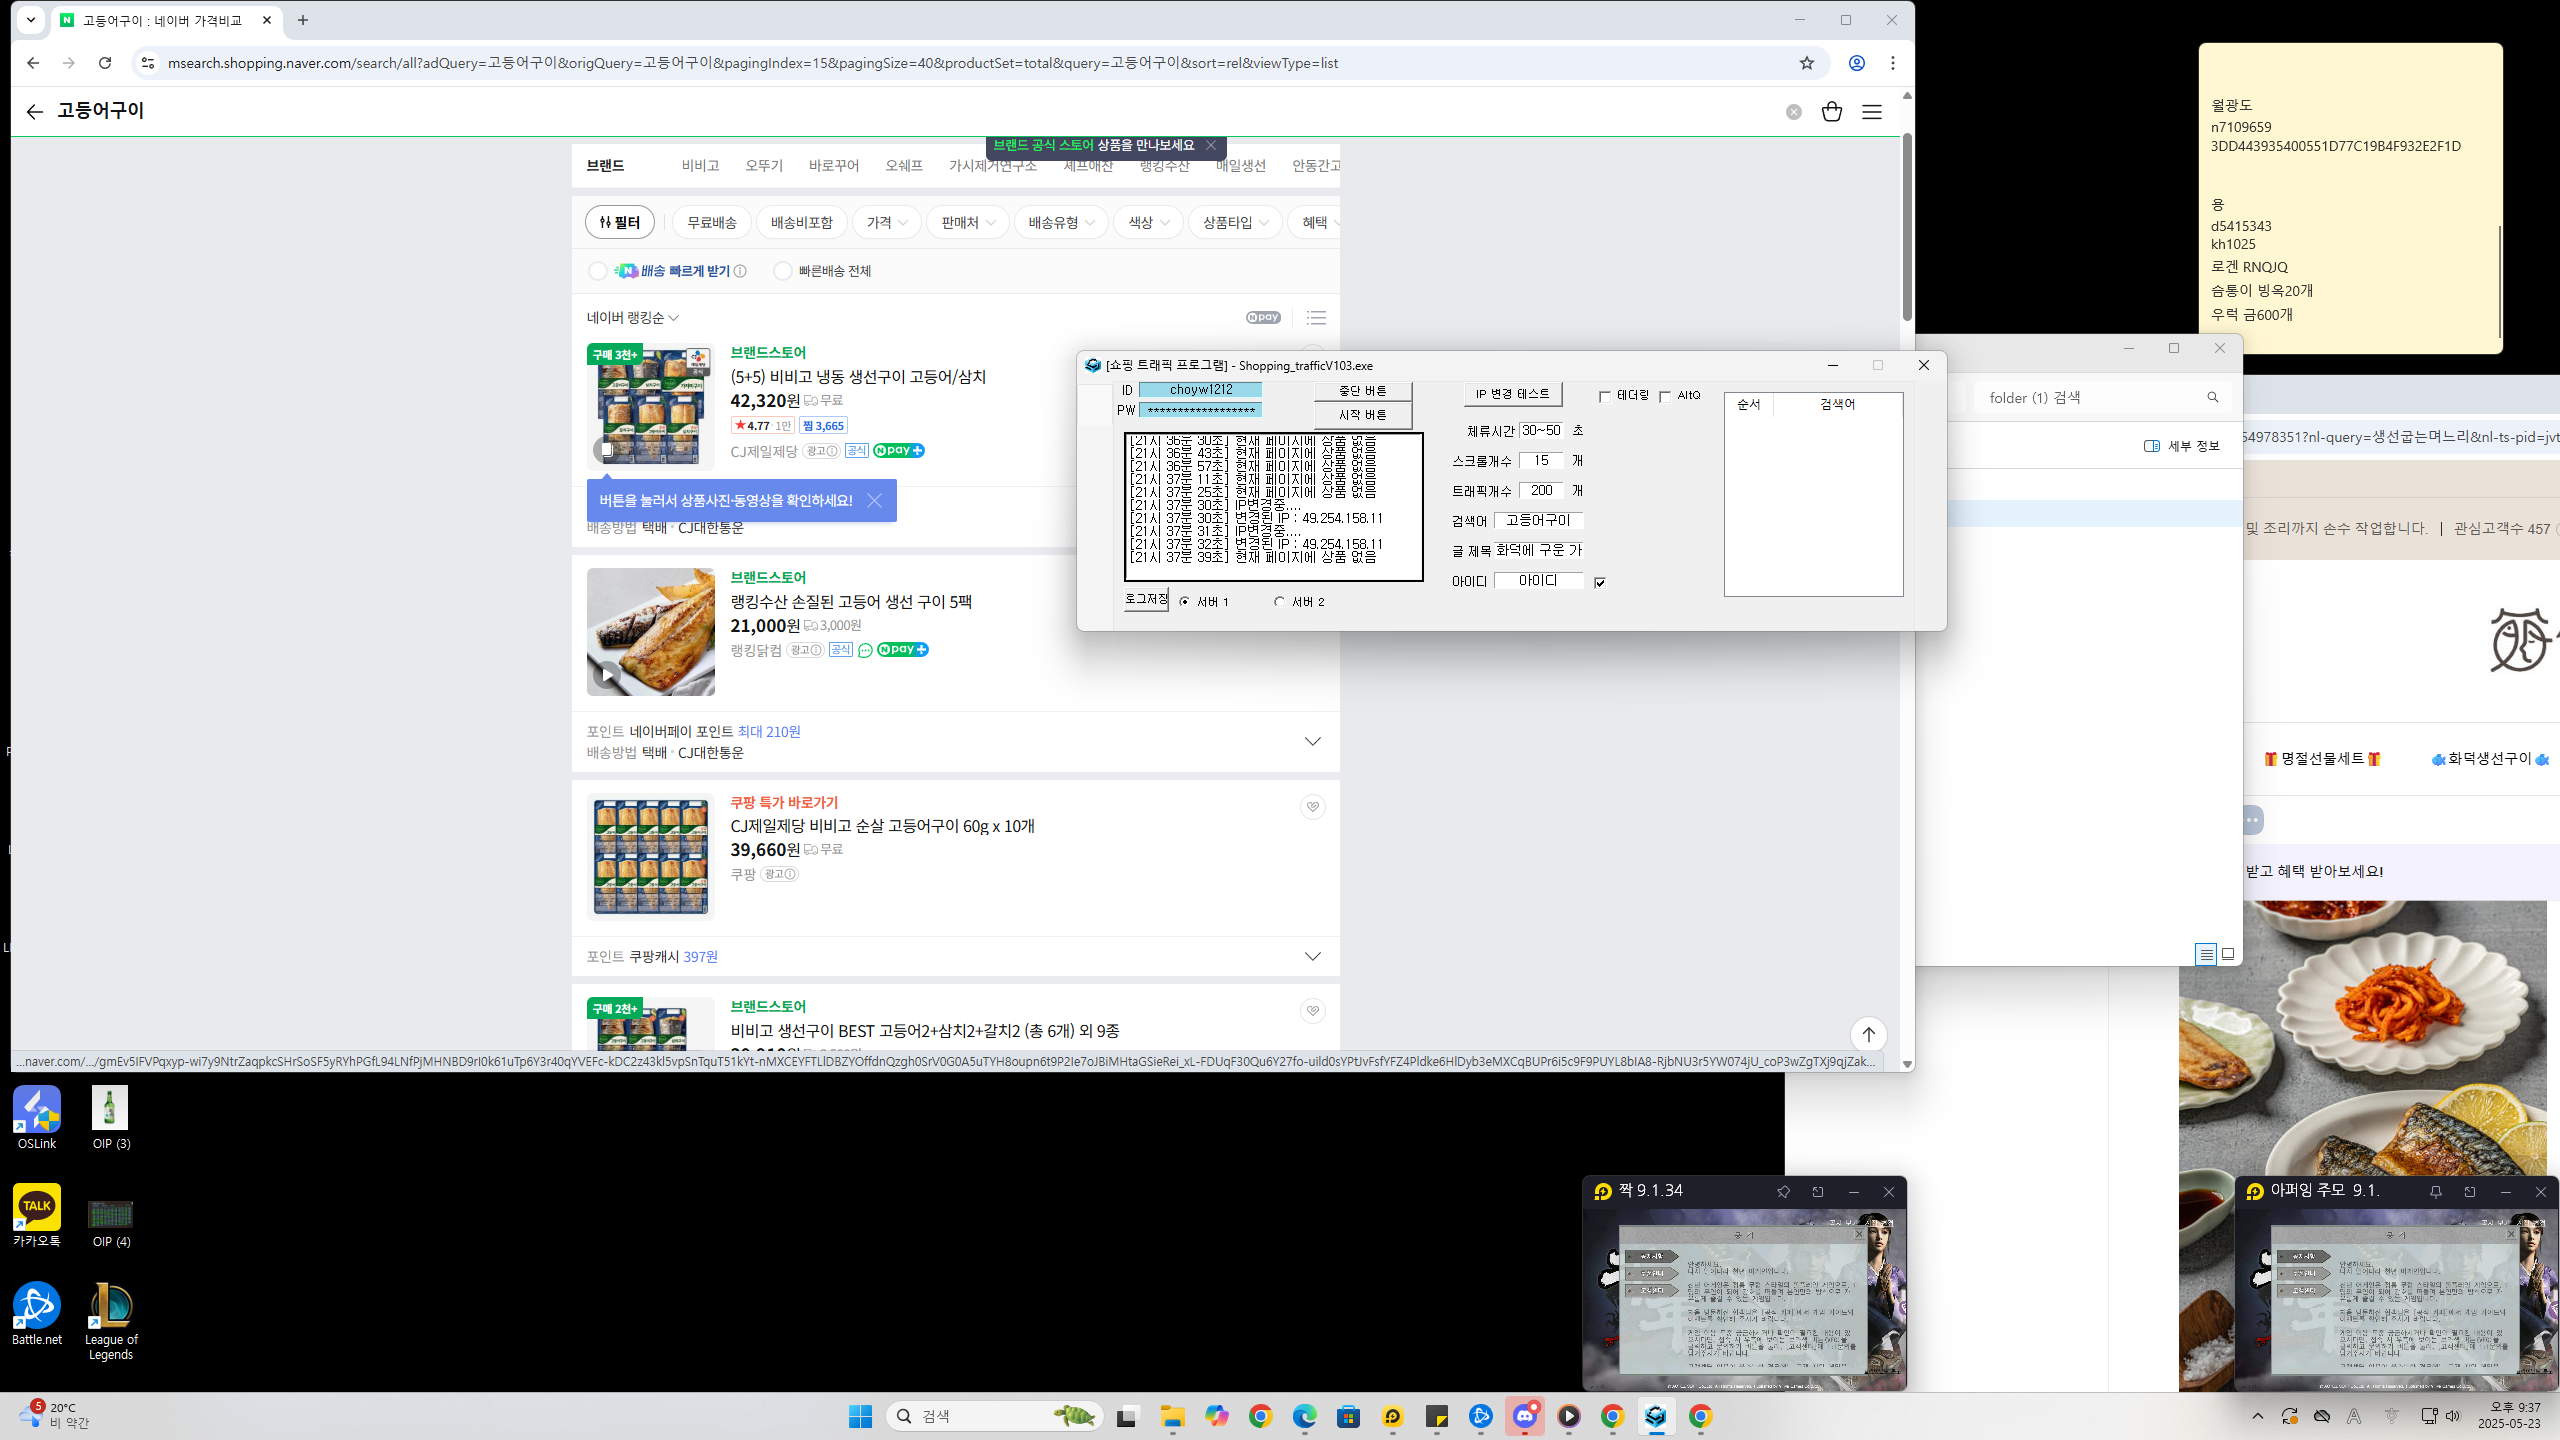 고등어구이 : 네이버 가격비교
msearch.shopping.naver.com/search/all?adQuery=고등어구이&origQuery=고등어구이&pagingIndex=15&pagingSize=40&productSet=total&query=고등어구이&sort=rel&viewType=list
고등어구이
브랜드 공식 스토어 상품을 만나보세요
브랜드 비비고 오뚜기 바로꾸어 오쉐프 가시제거연구소 셰프애찬 랭킹수산 매일생선 안동간고
필터 무료배송 배송비포함 가격 판매처 배송유형 색상 상품타입 혜택
N배송 빠르게 받기 빠른배송 전체
네이버 랭킹순
N pay
구매 3천+
브랜드스토어
(5+5) 비비고 냉동 생선구이 고등어/삼치
42,320원 무료
★4.77·1만 찜 3,665
CJ제일제당 광고 공식 N pay+
버튼을 눌러서 상품사진·동영상을 확인하세요!
배송방법 택배 · CJ대한통운
브랜드스토어
랭킹수산 손질된 고등어 생선 구이 5팩
21,000원 3,000원
랭킹닭컴 광고 공식 N pay+
포인트 네이버페이 포인트 최대 210원
배송방법 택배 · CJ대한통운
쿠팡 특가 바로가기
CJ제일제당 비비고 순살 고등어구이 60g x 10개
39,660원 무료
쿠팡 광고
포인트 쿠팡캐시 397원
구매 2천+
브랜드스토어
비비고 생선구이 BEST 고등어2+삼치2+갈치2 (총 6개) 외 9종
[쇼핑 트래픽 프로그램] - Shopping_trafficV103.exe
ID choyw1212
PW ******************
중단 버튼
시작 버튼
IP 변경 테스트
테더링 AltQ
순서 검색어
[21시 36분 30초] 현재 페이지에 상품 없음
[21시 36분 43초] 현재 페이지에 상품 없음
[21시 36분 57초] 현재 페이지에 상품 없음
[21시 37분 11초] 현재 페이지에 상품 없음
[21시 37분 25초] 현재 페이지에 상품 없음
[21시 37분 30초] IP변경중....
[21시 37분 30초] 변경된 IP : 49.254.158.11
[21시 37분 31초] IP변경중....
[21시 37분 32초] 변경된 IP : 49.254.158.11
[21시 37분 39초] 현재 페이지에 상품 없음
체류시간 30~50 초
스크롤개수 15 개
트래픽개수 200 개
검색어 고등어구이
글 제목 화덕에 구운 가
아이디 아이디
로그저장 서버 1 서버 2
월광도
n7109659
3DD443935400551D77C19B4F932E2F1D
용
d5415343
kh1025
로겐 RNQJQ
슴통이 빙옥20개
우럭 금600개
folder (1) 검색
세부 정보
54978351?nl-query=생선굽는며느리&nl-ts-pid=jvt
및 조리까지 손수 작업합니다. | 관심고객수 457
명절선물세트 화덕생선구이
받고 혜택 받아보세요!
OSLink
OIP (3)
카카오톡
OIP (4)
Battle.net
League of Legends
짝 9.1.34
아퍼잉 주모 9.1.
5
20°C
비 약간
검색
오후 9:37
2025-05-23